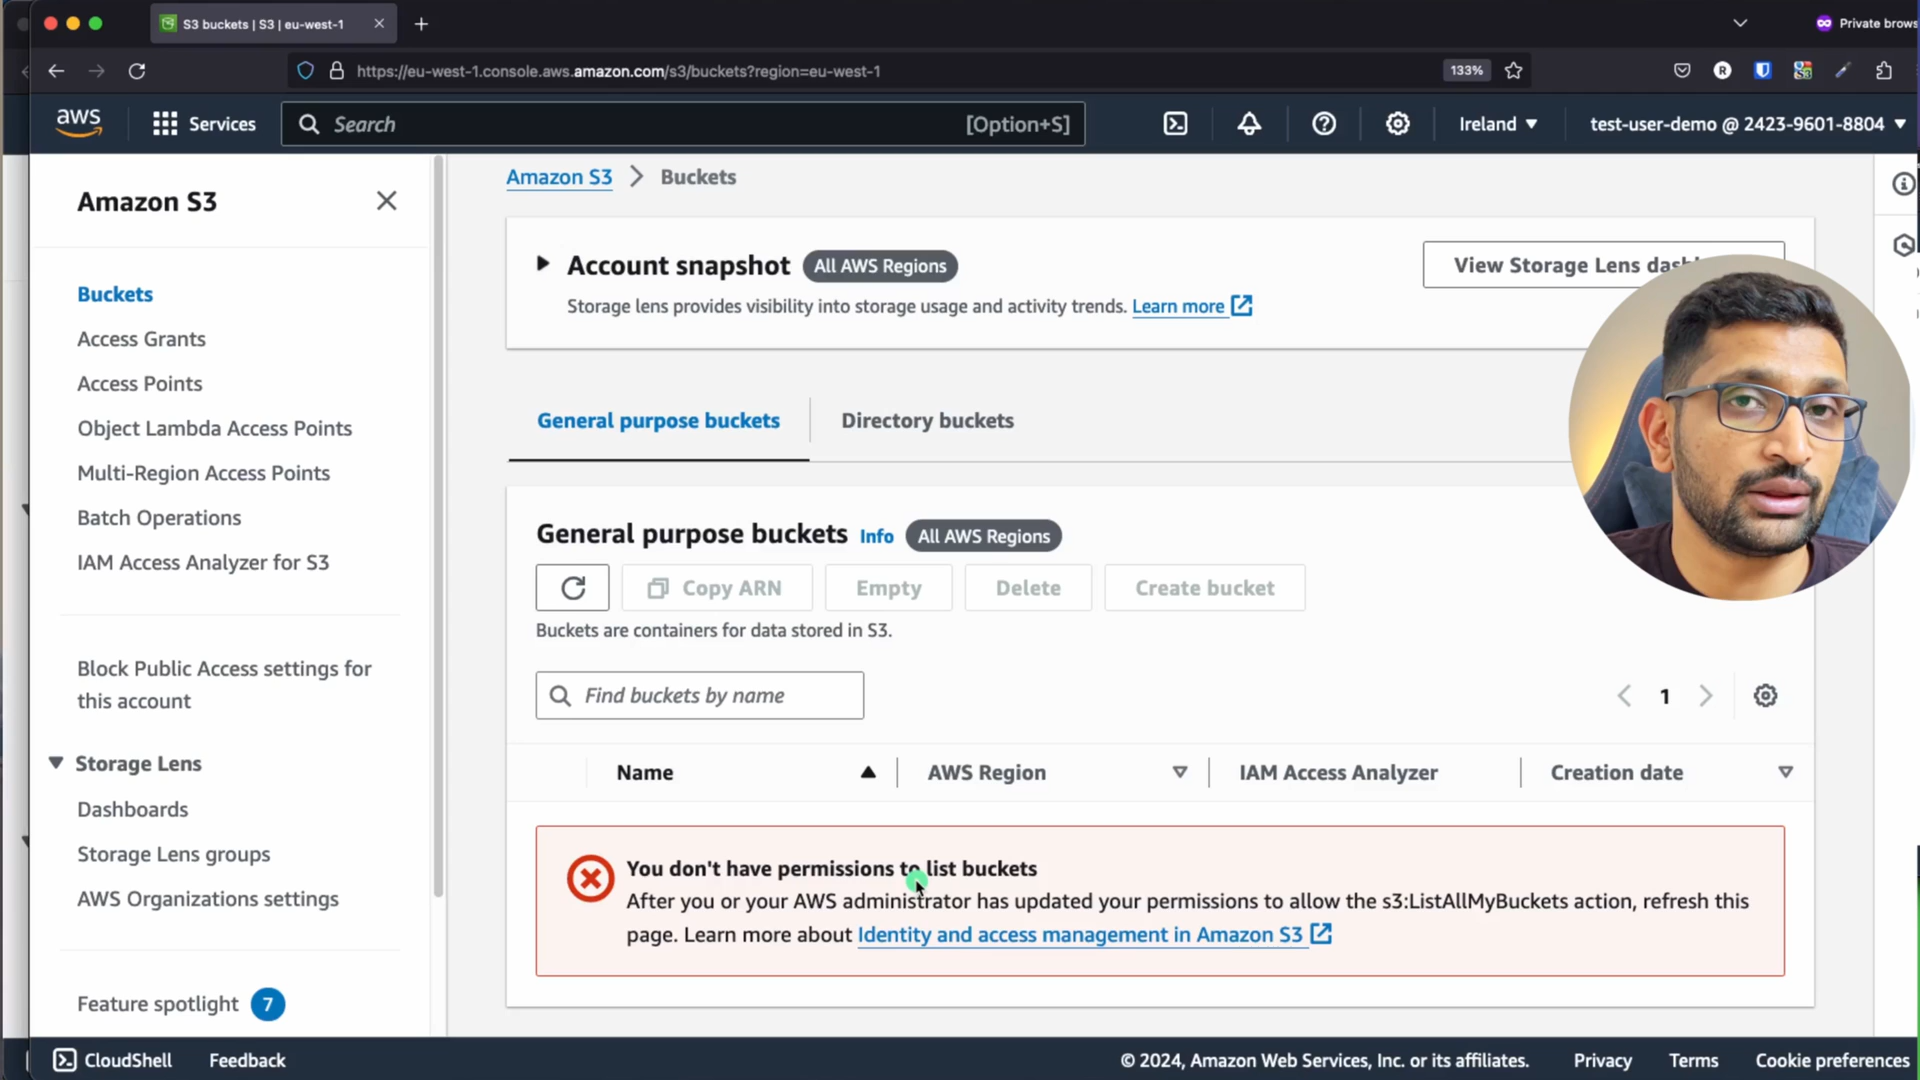 S3 buckets | S3 | eu-west-1
Private brows
https://eu-west-1.console.aws.amazon.com/s3/buckets?region=eu-west-1
133%
aws
Services
Search
[Option+S]
Ireland
test-user-demo @ 2423-9601-8804
Amazon S3
Buckets
Access Grants
Access Points
Object Lambda Access Points
Multi-Region Access Points
Batch Operations
IAM Access Analyzer for S3
Block Public Access settings for
this account
Storage Lens
Dashboards
Storage Lens groups
AWS Organizations settings
Feature spotlight 7
Amazon S3 > Buckets
Account snapshot All AWS Regions
View Storage Lens dash
Storage lens provides visibility into storage usage and activity trends. Learn more
General purpose buckets
Directory buckets
General purpose buckets Info All AWS Regions
Copy ARN
Empty
Delete
Create bucket
Buckets are containers for data stored in S3.
Find buckets by name
1
Name
AWS Region
IAM Access Analyzer
Creation date
You don't have permissions to list buckets
After you or your AWS administrator has updated your permissions to allow the s3:ListAllMyBuckets action, refresh this
page. Learn more about Identity and access management in Amazon S3
CloudShell
Feedback
© 2024, Amazon Web Services, Inc. or its affiliates.
Privacy
Terms
Cookie preferences